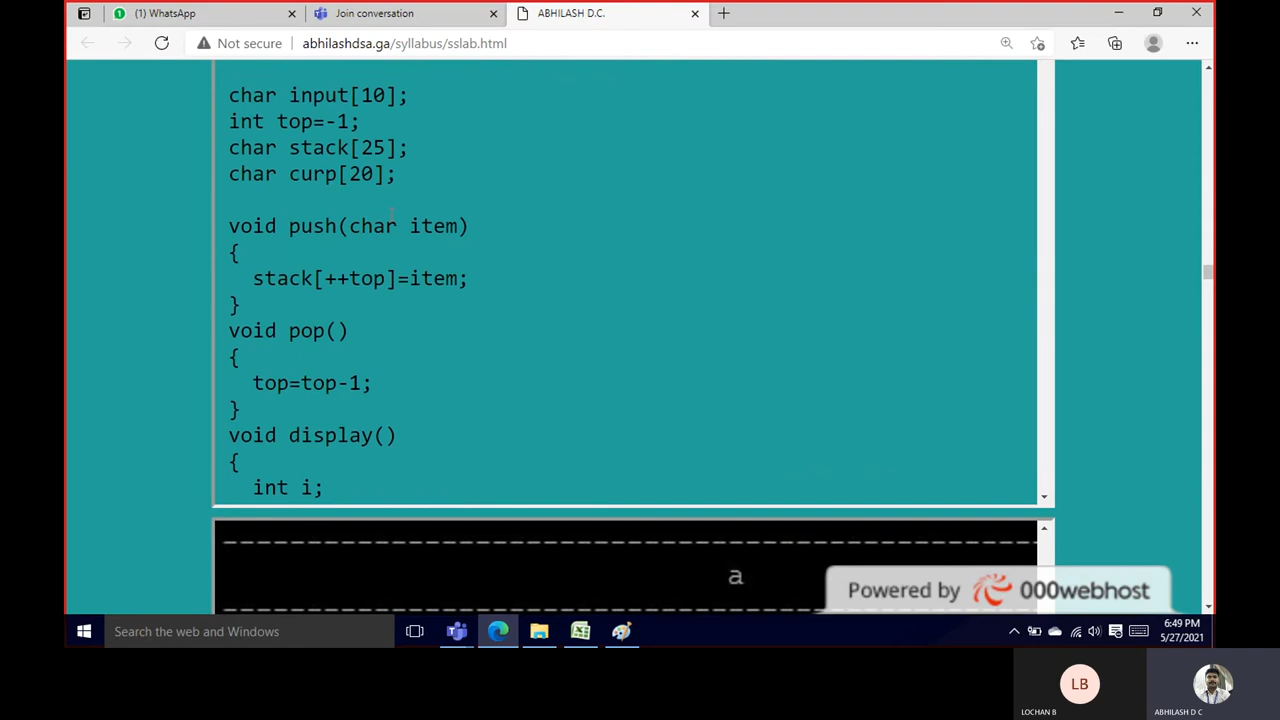 (1) WhatsApp
Join conversation
ABHILASH D.C.
Not secure
abhilashdsa.ga/syllabus/sslab.html
char input[10];
int top=-1;
char stack[25];
char curp[20];
void push(char item)
{
stack[++top]=item;
}
void pop()
{
top=top-1;
}
void display()
{
int i;
a
Powered by 000webhost
Search the web and Windows
6:49 PM
5/27/2021
LB
LOCHAN B
ABHILASH D C